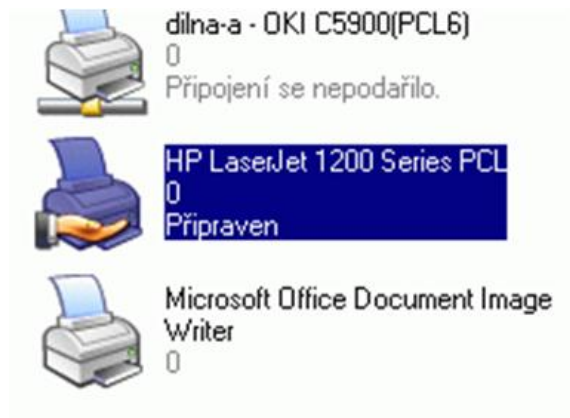 dilna-a - OKI C5900(PCL6)
0
Připojení se nepodařilo.
HP LaserJet 1200 Series PCL
0
Připraven
Microsoft Office Document Image
Writer
0